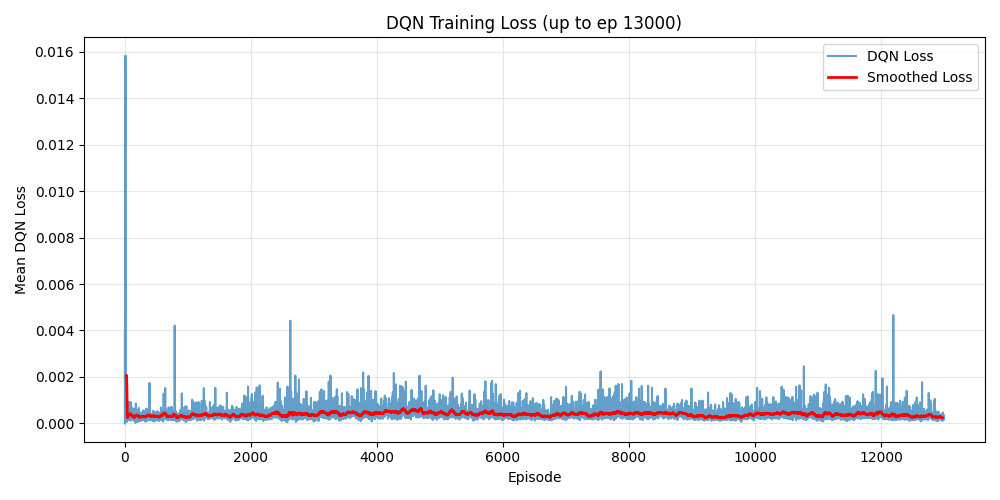 DQN Training Loss (up to ep 13000)
DQN Loss
Smoothed Loss
Mean DQN Loss
0.016
0.014
0.012
0.010
0.008
0.006
0.004
0.002
0.000
0 2000 4000 6000 8000 10000 12000
Episode